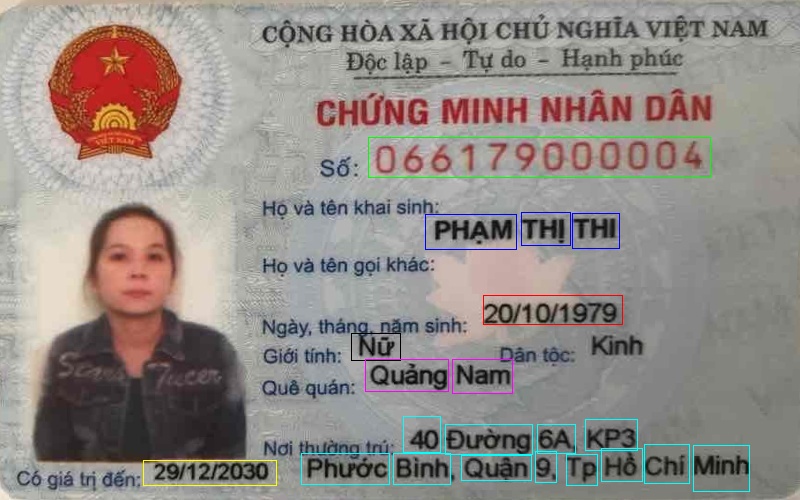 CỘNG HÒA XÃ HỘI CHỦ NGHĨA VIỆT NAM
Độc lập - Tự do - Hạnh phúc
CHỨNG MINH NHÂN DÂN
Số: 066179000004
Họ và tên khai sinh:
PHẠM THỊ THI
Họ và tên gọi khác:
Ngày, tháng, năm sinh: 20/10/1979
Giới tính: Nữ Dân tộc: Kinh
Quê quán: Quảng Nam
Nơi thường trú: 40 Đường 6A, KP3
Có giá trị đến: 29/12/2030 Phước Bình, Quận 9, Tp Hồ Chí Minh